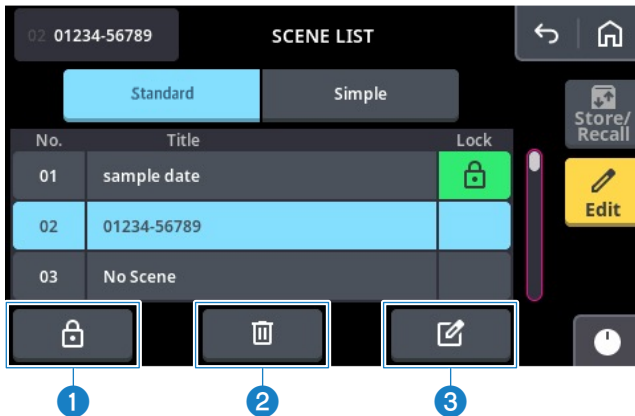 02 01234-56789
SCENE LIST
Standard
Simple
Store/
Recall
No.
Title
Lock
01
sample date
Edit
02
01234-56789
03
No Scene
1
2
3